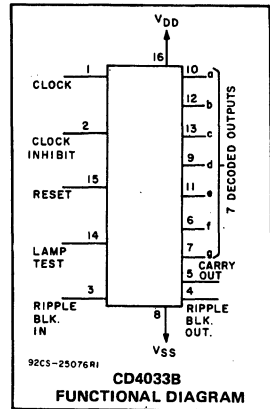 VDD
16
1
CLOCK
2
CLOCK
INHIBIT
15
RESET
14
LAMP
TEST
3
RIPPLE
BLK.
IN
10 a
12 b
13 c
9 d
11 e
6 f
7 g
7 DECODED OUTPUTS
CARRY
OUT
5
4
RIPPLE
BLK.
OUT.
8
VSS
92CS-25076R1
CD4033B
FUNCTIONAL DIAGRAM